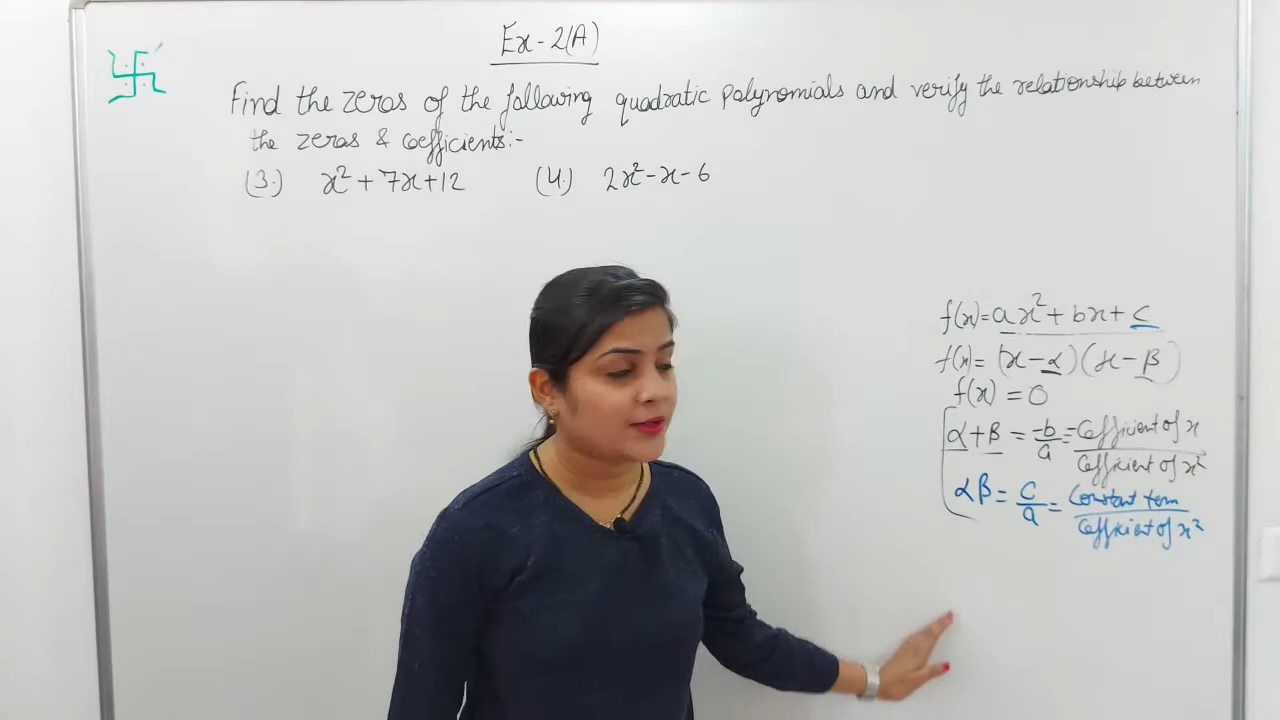 Ex-2(A)
Find the zeros of the following quadratic polynomials and verify the relationship between
the zeros & coefficients:-
(3.) x² + 7x + 12 (4.) 2x² - x - 6
f(x) = ax² + bx + c
f(x) = (x - α)(x - β)
f(x) = 0
α + β = -b/a = -Coefficient of x / Coefficient of x²
αβ = c/a = Constant term / Coefficient of x²